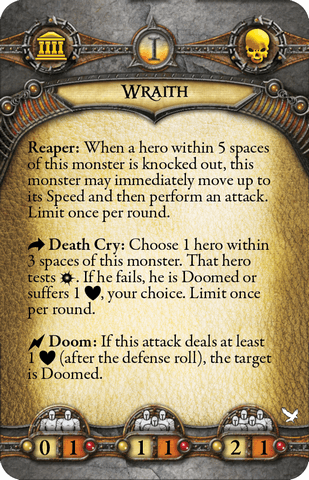 I
WRAITH
Reaper: When a hero within 5 spaces
of this monster is knocked out, this
monster may immediately move up to
its Speed and then perform an attack.
Limit once per round.
Death Cry: Choose 1 hero within
3 spaces of this monster. That hero
tests . If he fails, he is Doomed or
suffers 1 , your choice. Limit once
per round.
Doom: If this attack deals at least
1 (after the defense roll), the target
is Doomed.
0 1 1 1 2 1